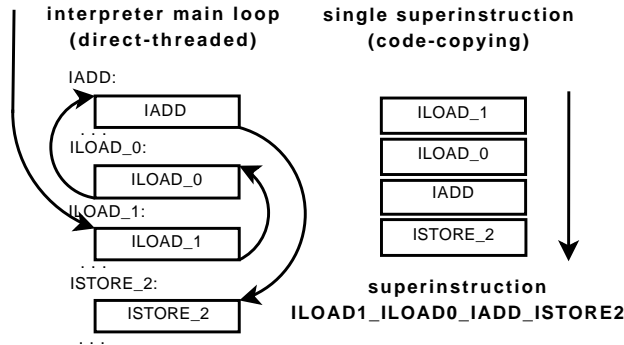 interpreter main loop
(direct-threaded)
IADD:
IADD
. . .
ILOAD_0:
ILOAD_0
ILOAD_1:
ILOAD_1
. . .
ISTORE_2:
ISTORE_2
. . .
single superinstruction
(code-copying)
ILOAD_1
ILOAD_0
IADD
ISTORE_2
superinstruction
ILOAD1_ILOAD0_IADD_ISTORE2